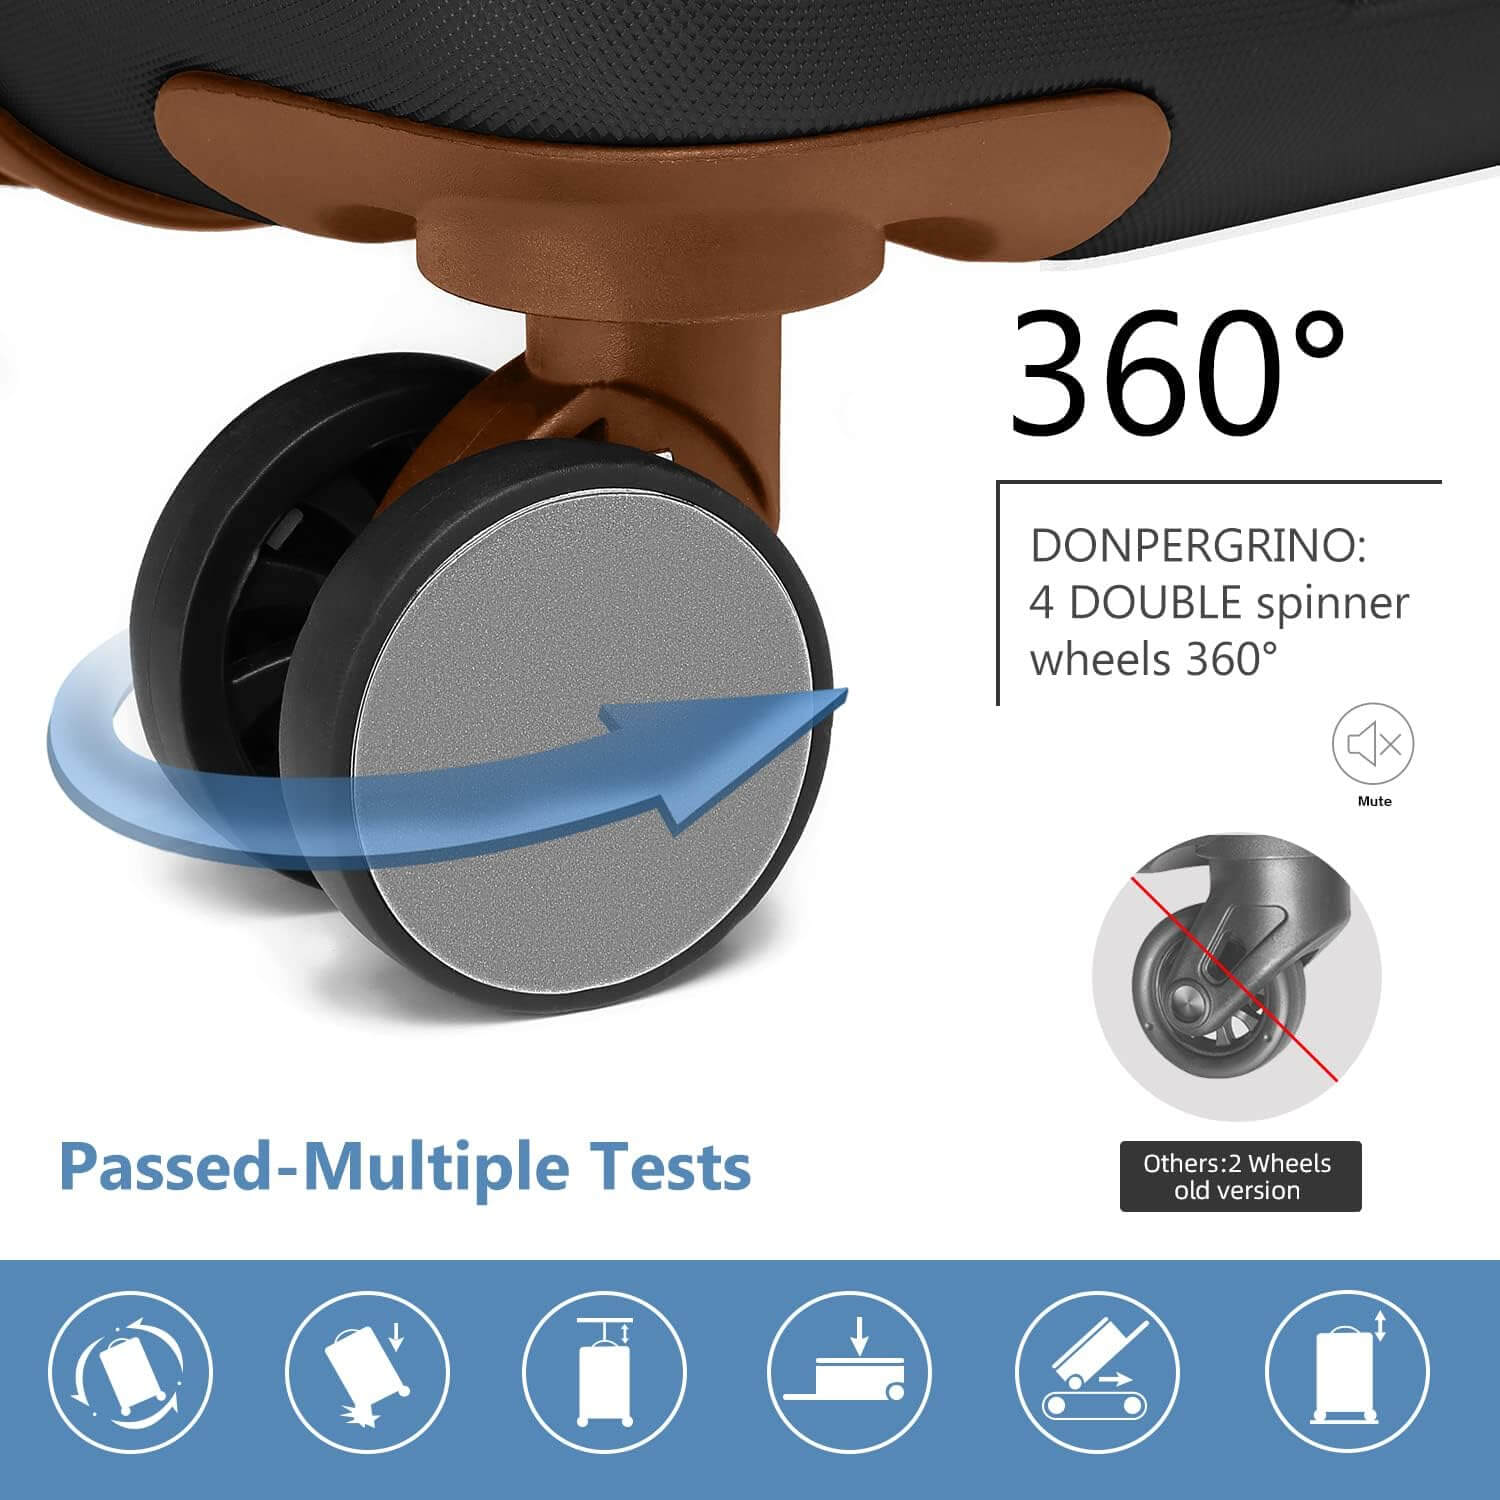 360°
DONPERGRINO:
4 DOUBLE spinner
wheels 360°
Mute
Others:2 Wheels
old version
Passed-Multiple Tests